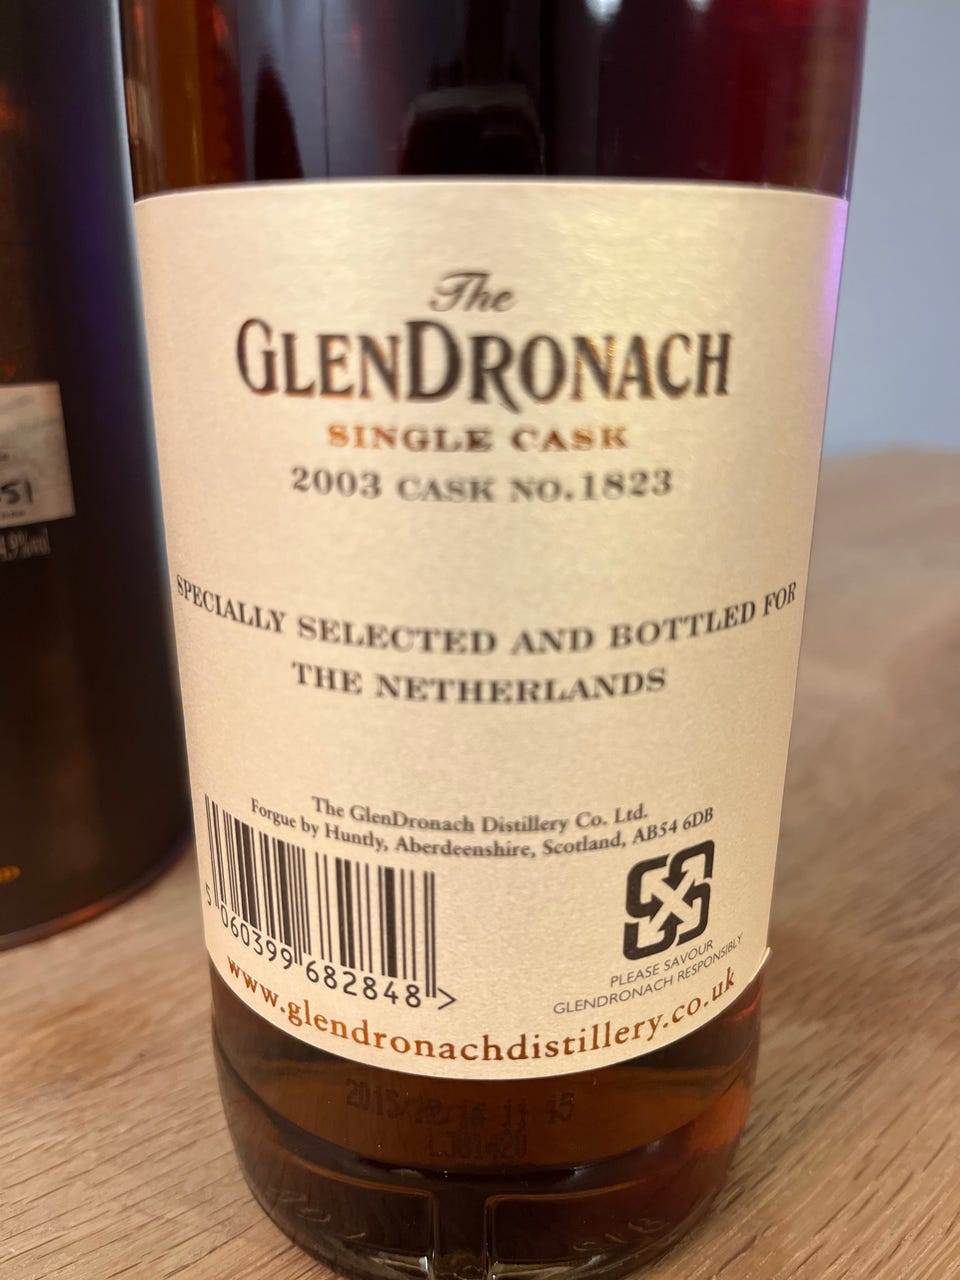 The
GLENDRONACH
SINGLE CASK
2003 CASK NO.1823
SPECIALLY SELECTED AND BOTTLED FOR
THE NETHERLANDS
The GlenDronach Distillery Co. Ltd.
Forgue by Huntly, Aberdeenshire, Scotland, AB54 6DB
5 060399 682848 >
PLEASE SAVOUR
GLENDRONACH RESPONSIBLY
www.glendronachdistillery.co.uk
51